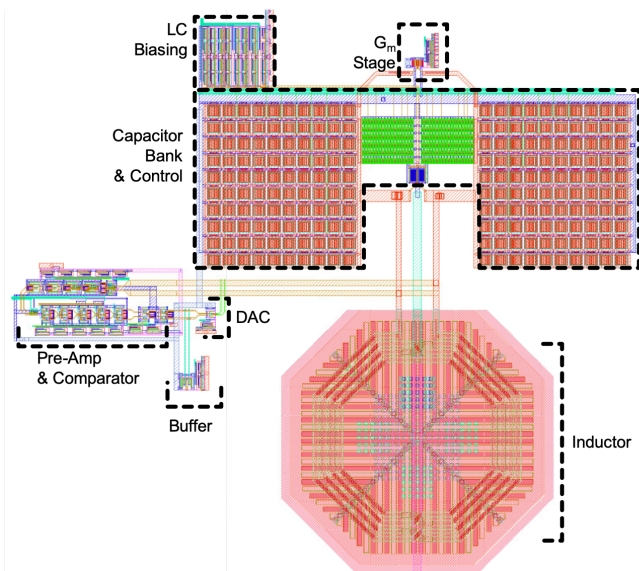 LC
Biasing
Gm
Stage
Capacitor
Bank
& Control
DAC
Pre-Amp
& Comparator
Buffer
Inductor